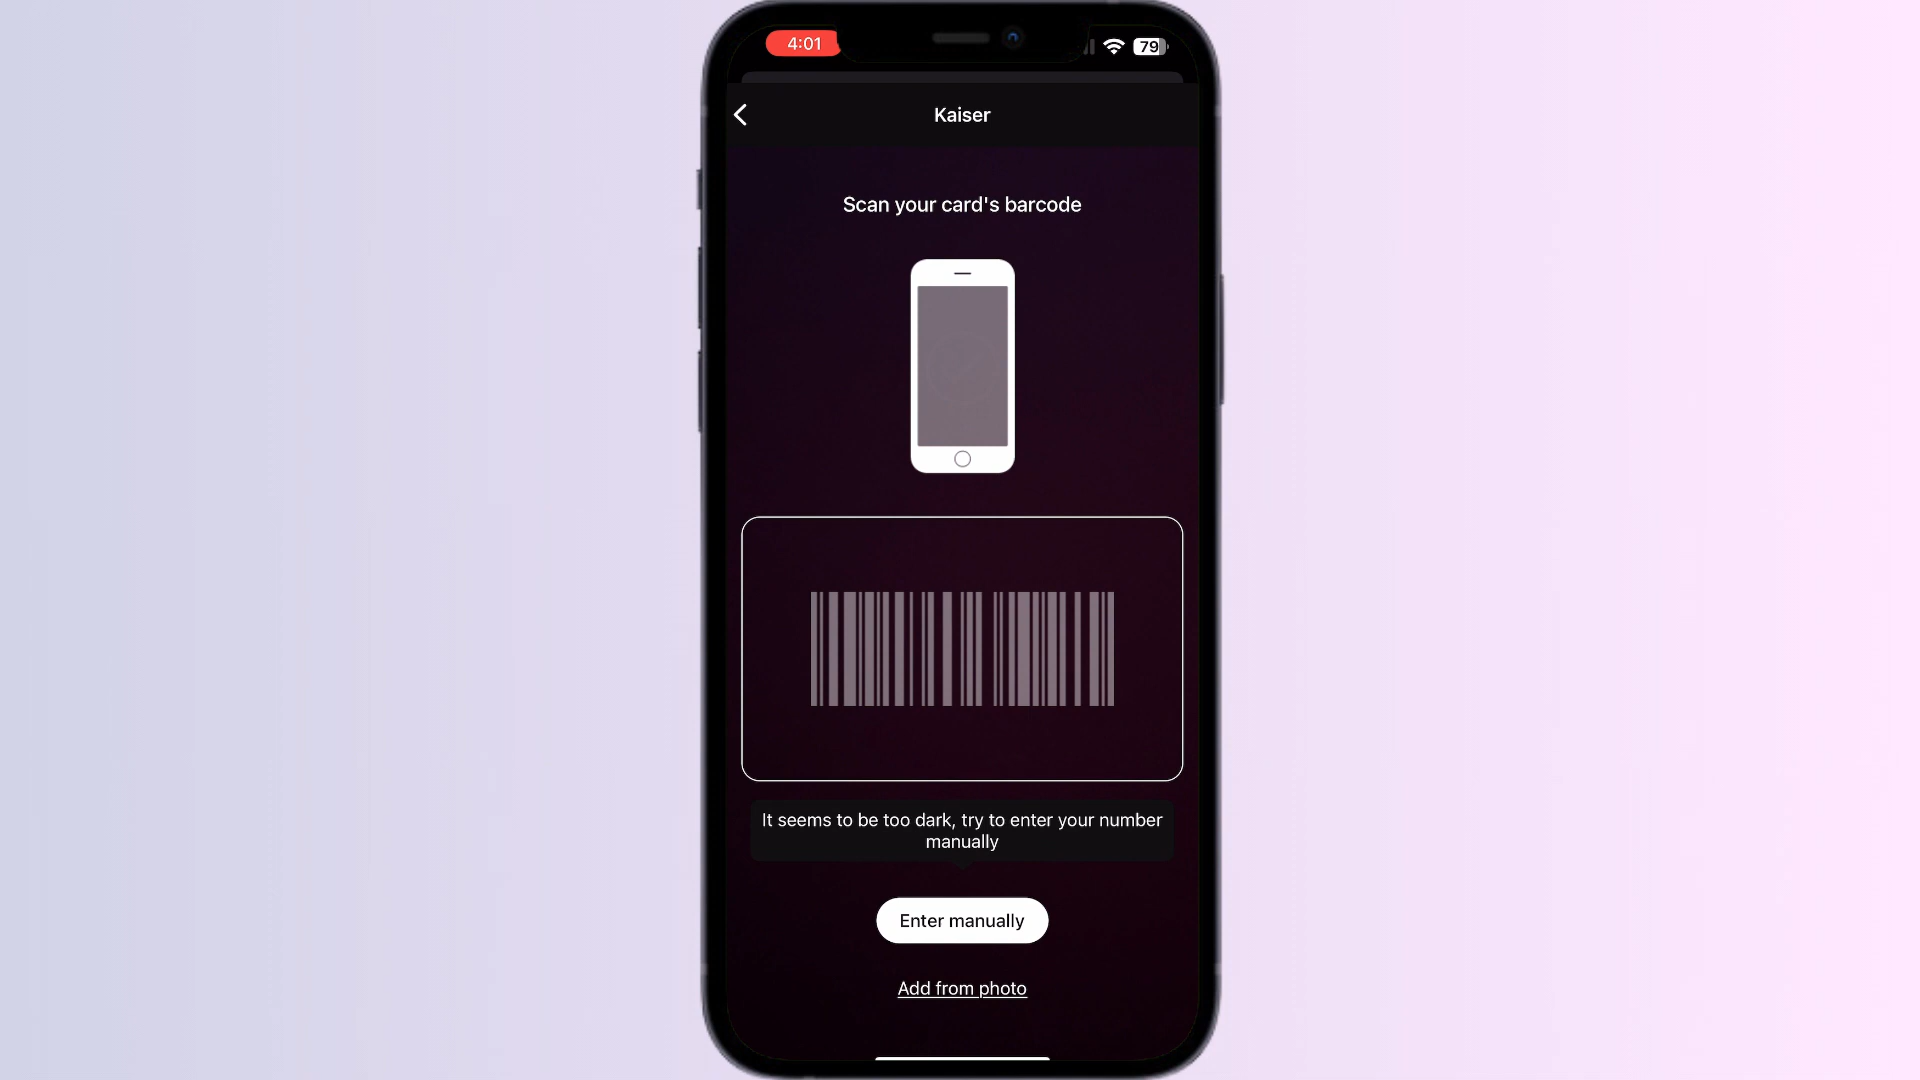 4:01
79
Kaiser
Scan your card's barcode
It seems to be too dark, try to enter your number
manually
Enter manually
Add from photo